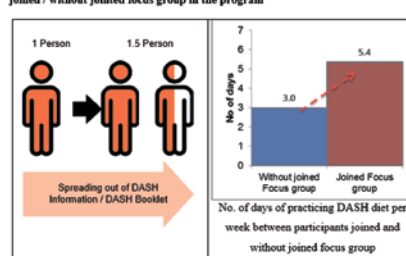 joined / without joined focus group in the program
1 Person
1.5 Person
Spreading out of DASH
Information / DASH Booklet
No of days
7
6
5
4
3
2
1
0
3.0
5.4
Without joined
Focus group
Joined Focus
group
No. of days of practicing DASH diet per
week between participants joined and
without joined focus group